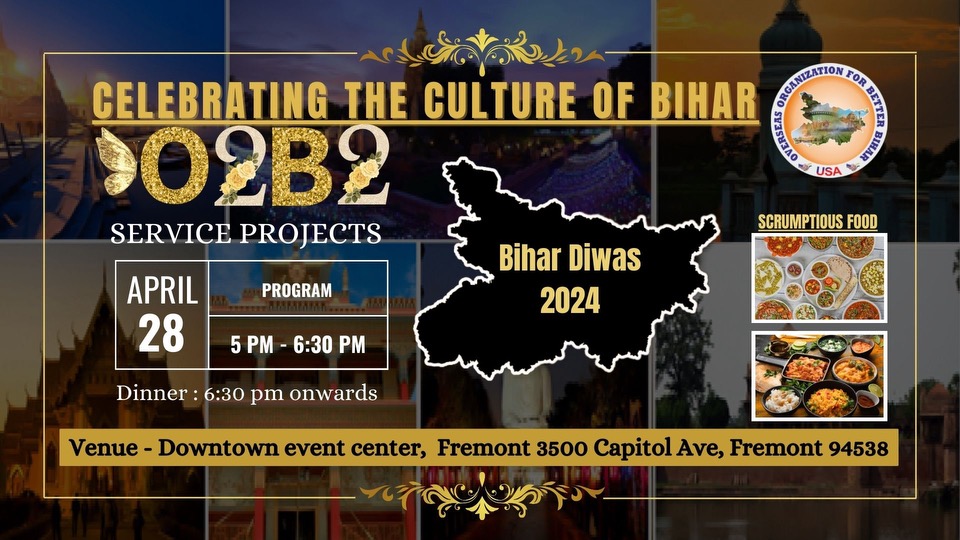 CELEBRATING THE CULTURE OF BIHAR
O2B2
SERVICE PROJECTS
APRIL
28
PROGRAM
5 PM - 6:30 PM
Dinner : 6:30 pm onwards
Bihar Diwas
2024
OVERSEAS ORGANIZATION FOR BETTER BIHAR
USA
SCRUMPTIOUS FOOD
Venue - Downtown event center, Fremont 3500 Capitol Ave, Fremont 94538